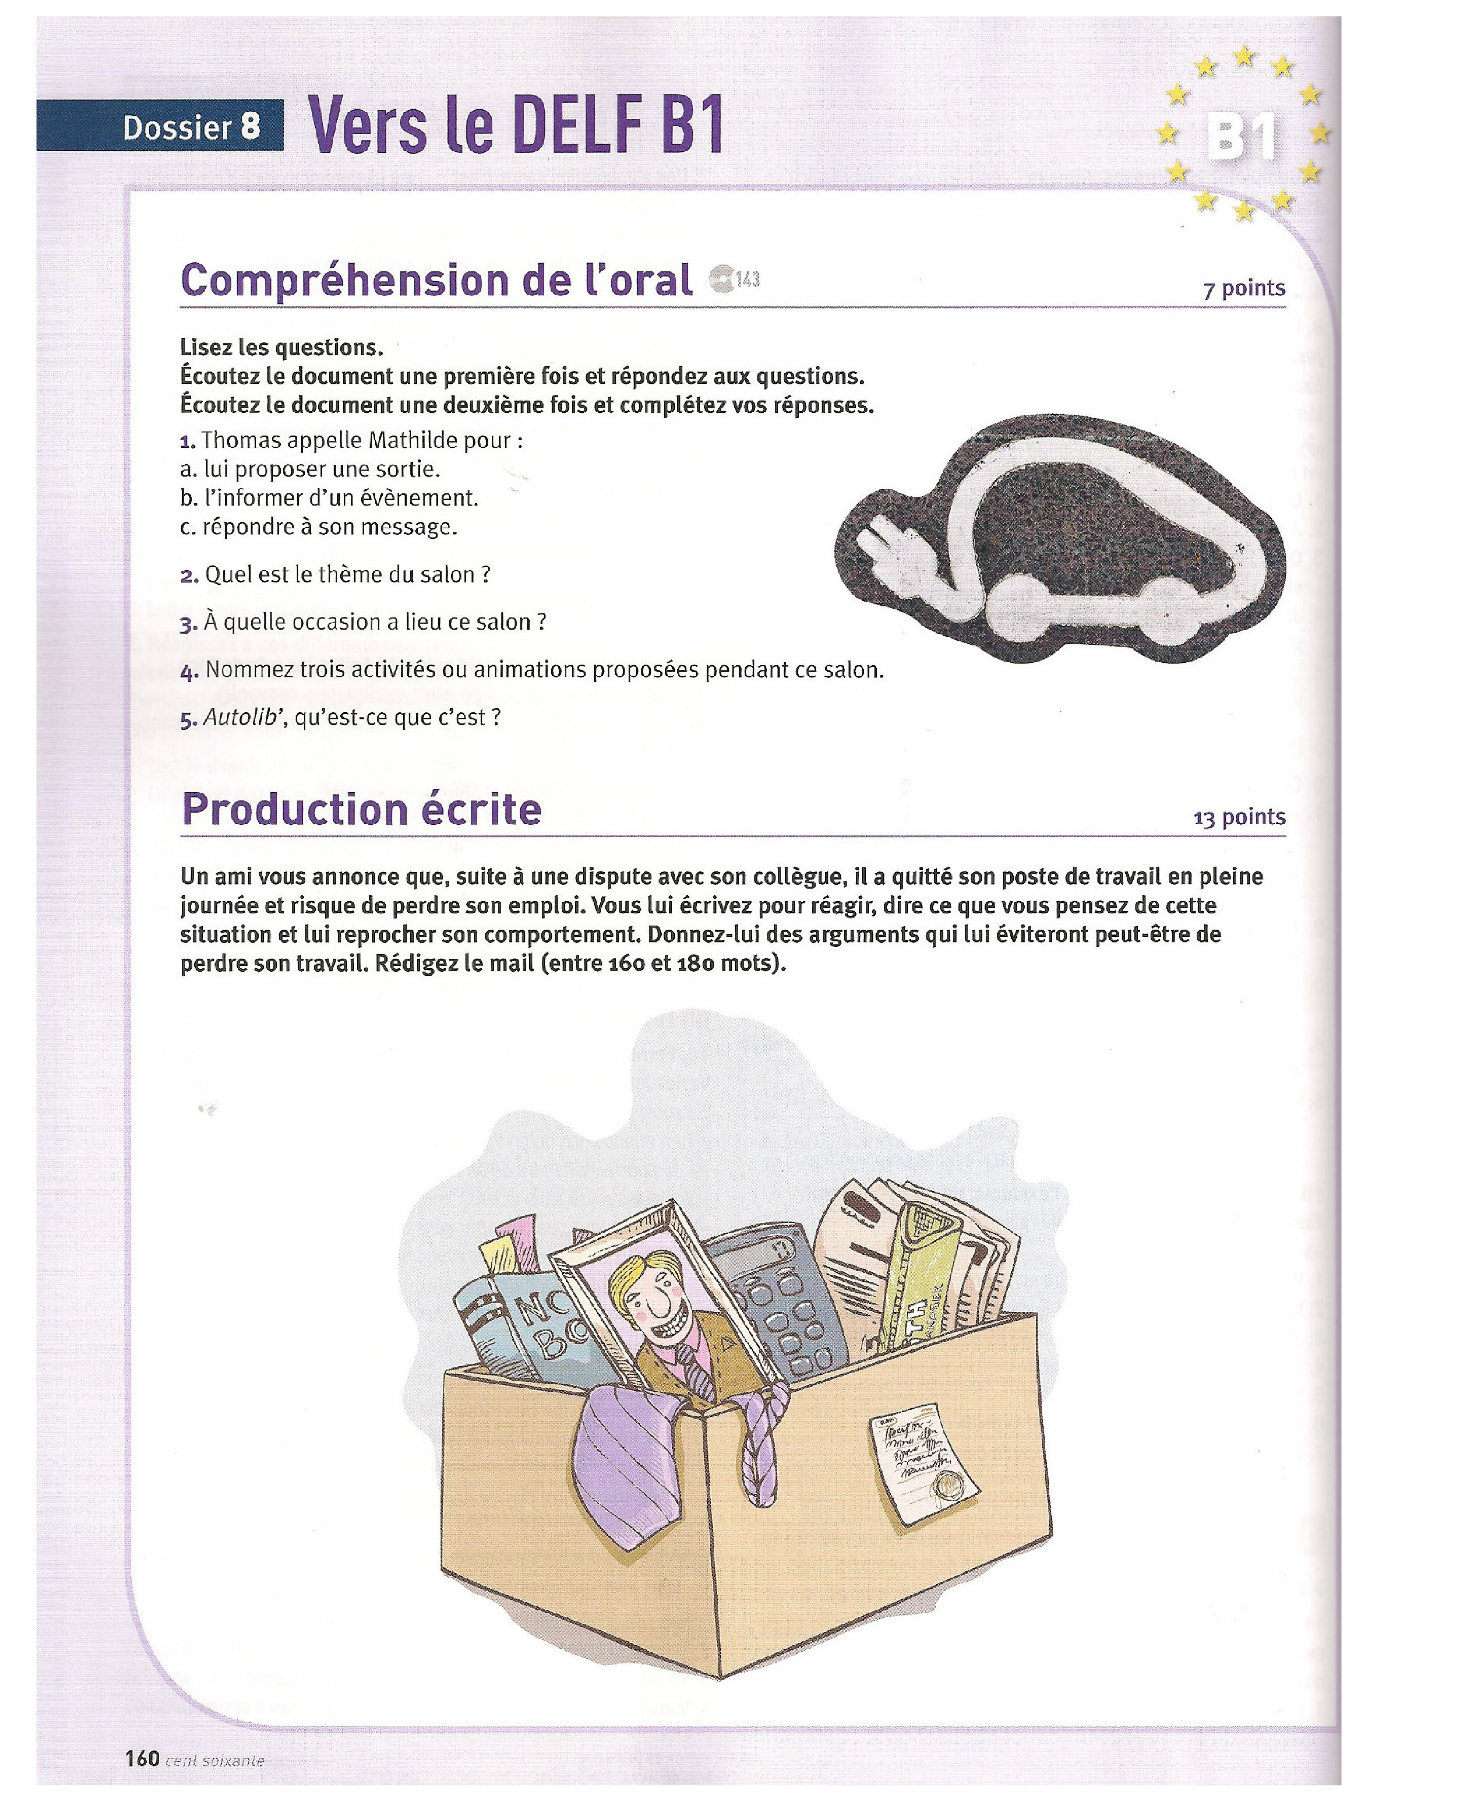 Dossier 8
Vers le DELF B1
B1
Compréhension de l'oral 143
7 points
Lisez les questions.
Écoutez le document une première fois et répondez aux questions.
Écoutez le document une deuxième fois et complétez vos réponses.
1. Thomas appelle Mathilde pour :
a. lui proposer une sortie.
b. l'informer d'un évènement.
c. répondre à son message.
2. Quel est le thème du salon ?
3. À quelle occasion a lieu ce salon ?
4. Nommez trois activités ou animations proposées pendant ce salon.
5. Autolib', qu'est-ce que c'est ?
Production écrite
13 points
Un ami vous annonce que, suite à une dispute avec son collègue, il a quitté son poste de travail en pleine
journée et risque de perdre son emploi. Vous lui écrivez pour réagir, dire ce que vous pensez de cette
situation et lui reprocher son comportement. Donnez-lui des arguments qui lui éviteront peut-être de
perdre son travail. Rédigez le mail (entre 160 et 180 mots).
NO
BO
160 cent soixante